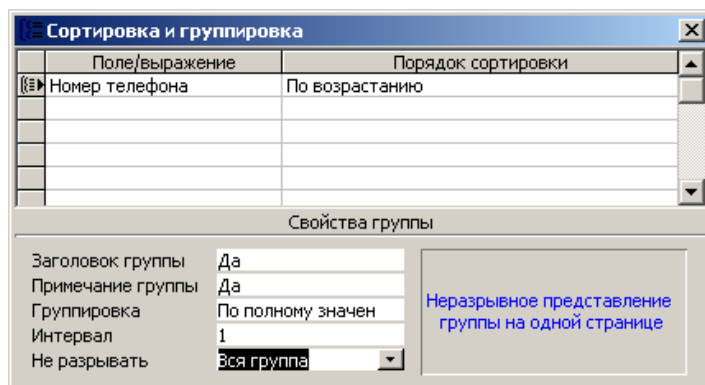 Сортировка и группировка
Поле/выражение Порядок сортировки
Номер телефона По возрастанию
Свойства группы
Заголовок группы Да
Примечание группы Да
Группировка По полному значен
Интервал 1
Не разрывать Вся группа
Неразрывное представление
группы на одной странице